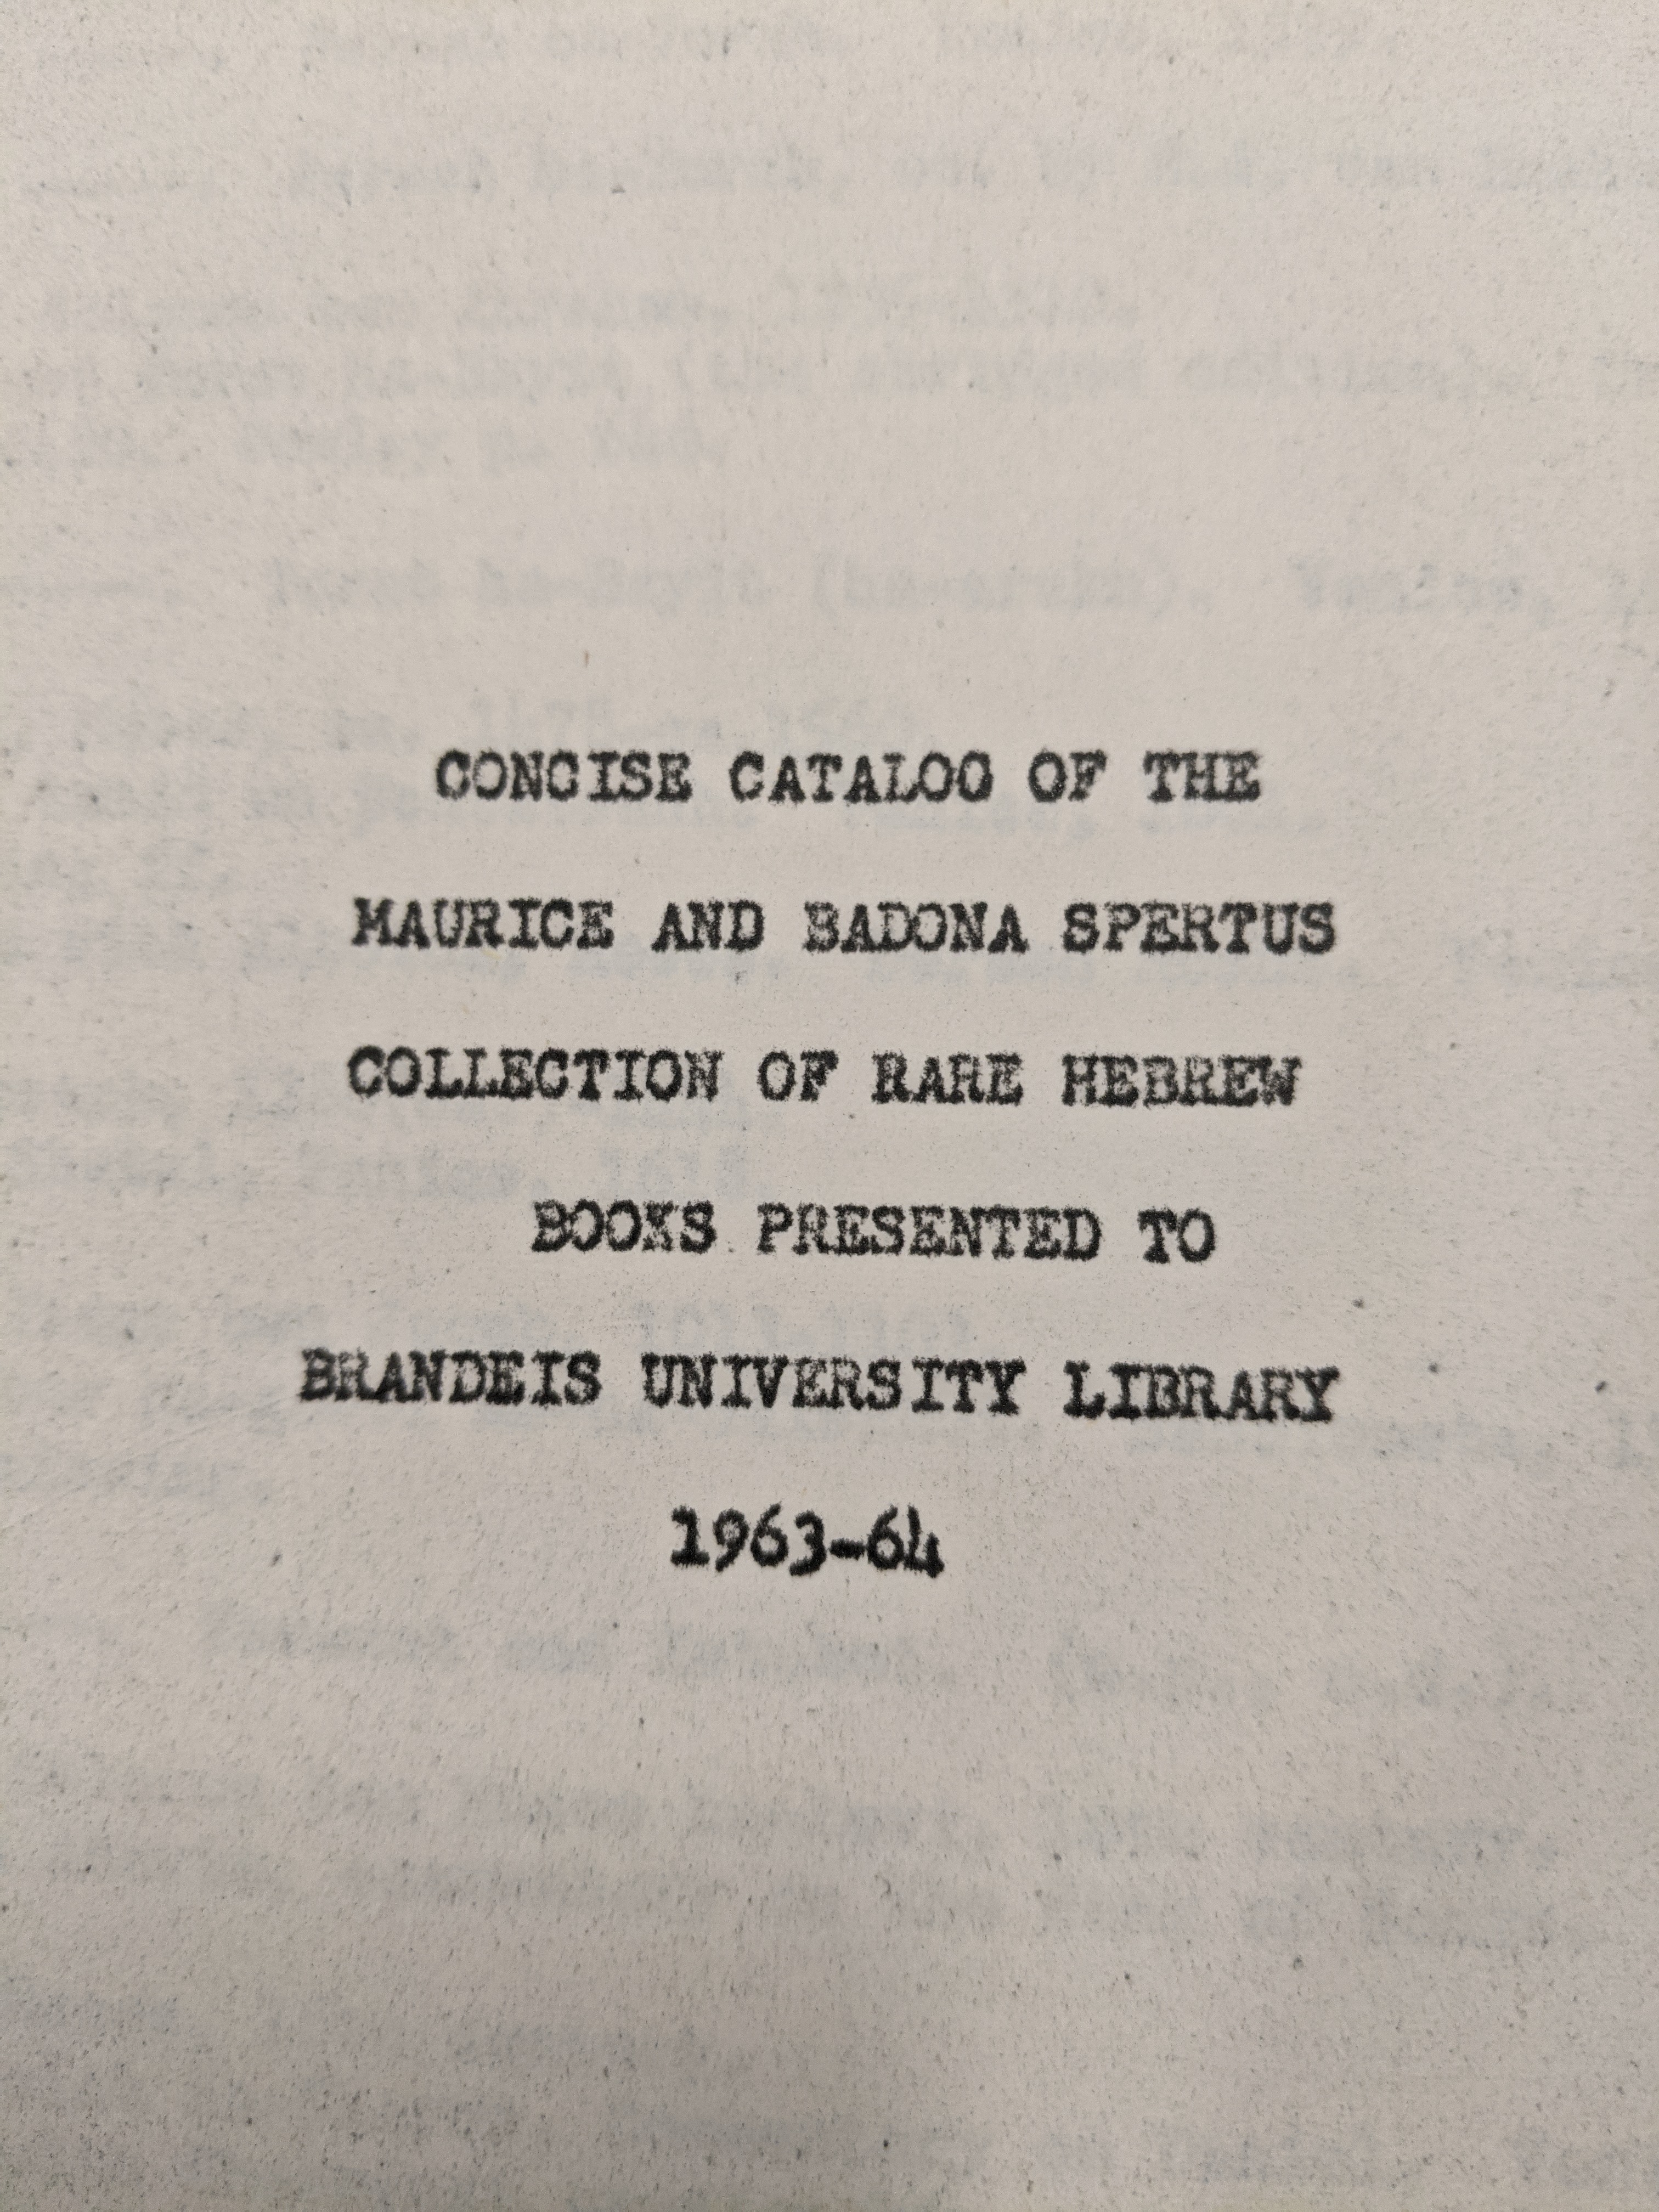 CONCISE CATALOG OF THE
MAURICE AND BADONA SPERTUS
COLLECTION OF RARE HEBREW
BOOKS PRESENTED TO
BRANDEIS UNIVERSITY LIBRARY
1963-64